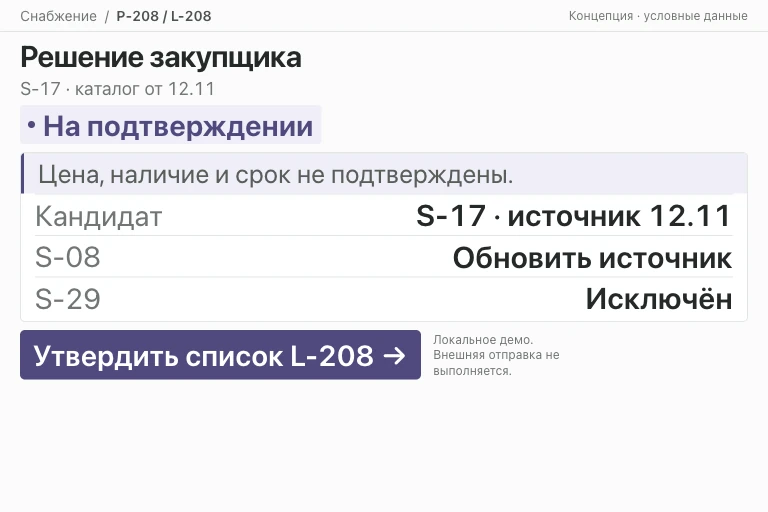 Снабжение / P-208 / L-208
Концепция · условные данные
Решение закупщика
S-17 · каталог от 12.11
• На подтверждении
Цена, наличие и срок не подтверждены.
Кандидат S-17 · источник 12.11
S-08 Обновить источник
S-29 Исключён
Утвердить список L-208 →
Локальное демо.
Внешняя отправка не
выполняется.